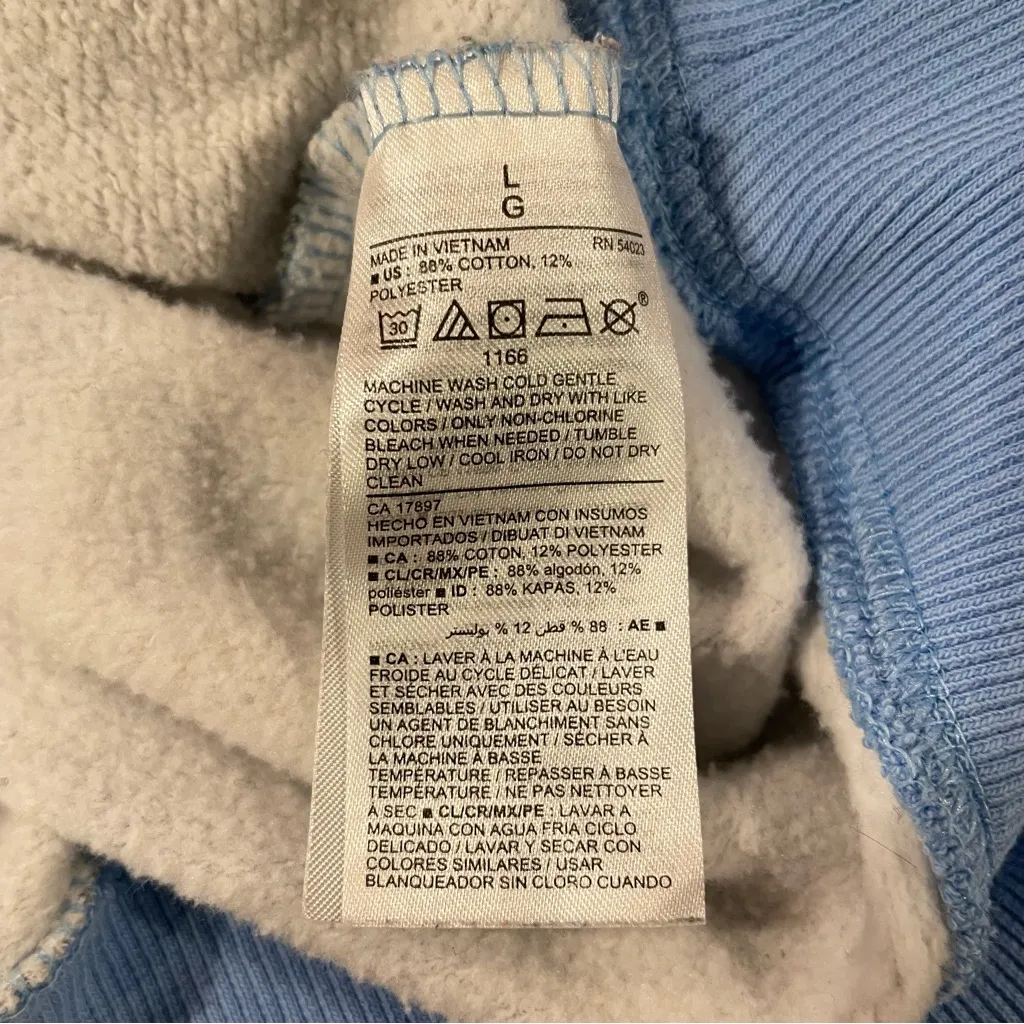 L
G
MADE IN VIETNAM RN 54023
■ US : 88% COTTON, 12%
POLYESTER
30 ®
1166
MACHINE WASH COLD GENTLE
CYCLE / WASH AND DRY WITH LIKE
COLORS / ONLY NON-CHLORINE
BLEACH WHEN NEEDED / TUMBLE
DRY LOW / COOL IRON / DO NOT DRY
CLEAN
CA 17897
HECHO EN VIETNAM CON INSUMOS
IMPORTADOS / DIBUAT DI VIETNAM
■ CA : 88% COTON, 12% POLYESTER
■ CL/CR/MX/PE : 88% algodón, 12%
poliéster ■ ID : 88% KAPAS, 12%
POLISTER
■ AE : 88 % قطن 12 % بوليستر
■ CA : LAVER À LA MACHINE À L'EAU
FROIDE AU CYCLE DÉLICAT / LAVER
ET SÉCHER AVEC DES COULEURS
SEMBLABLES / UTILISER AU BESOIN
UN AGENT DE BLANCHIMENT SANS
CHLORE UNIQUEMENT / SÉCHER À
LA MACHINE À BASSE
TEMPÉRATURE / REPASSER À BASSE
TEMPÉRATURE / NE PAS NETTOYER
À SEC ■ CL/CR/MX/PE : LAVAR A
MAQUINA CON AGUA FRIA CICLO
DELICADO / LAVAR Y SECAR CON
COLORES SIMILARES / USAR
BLANQUEADOR SIN CLORO CUANDO